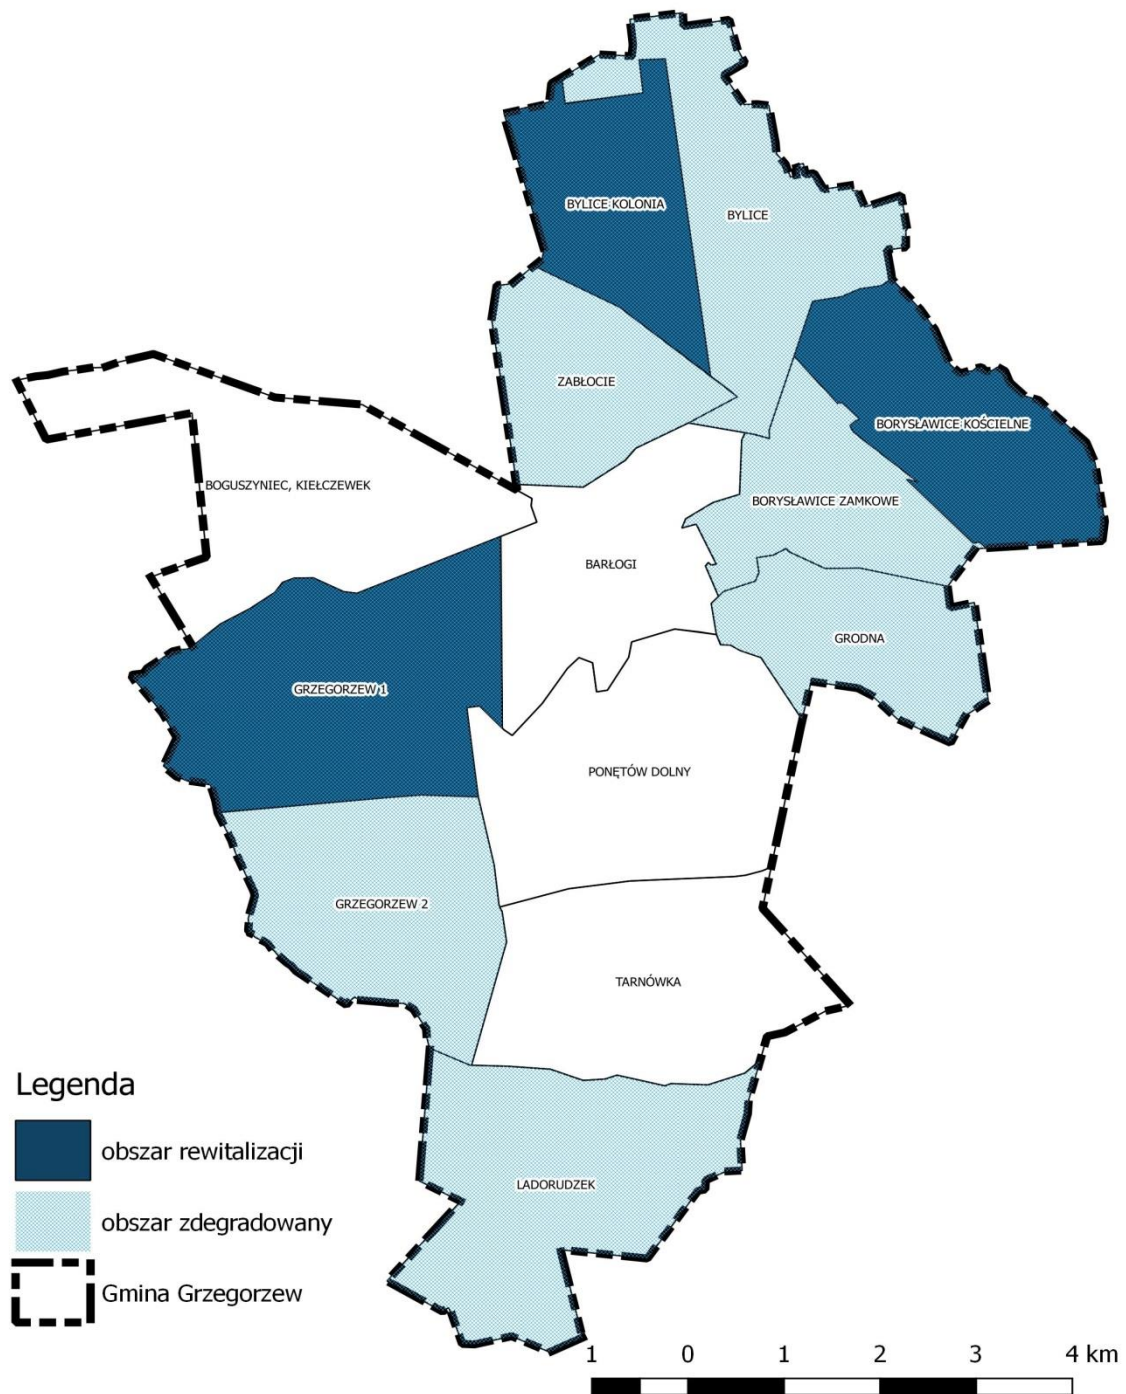 BYLICE KOLONIA
BYLICE
ZABŁOCIE
BORYSŁAWICE KOŚCIELNE
BOGUSZYNIEC, KIEŁCZEWEK
BORYSŁAWICE ZAMKOWE
BARŁOGI
GRODNA
GRZEGORZEW 1
PONĘTÓW DOLNY
GRZEGORZEW 2
TARNÓWKA
LADORUDZEK
Legenda
obszar rewitalizacji
obszar zdegradowany
Gmina Grzegorzew
1 0 1 2 3 4 km